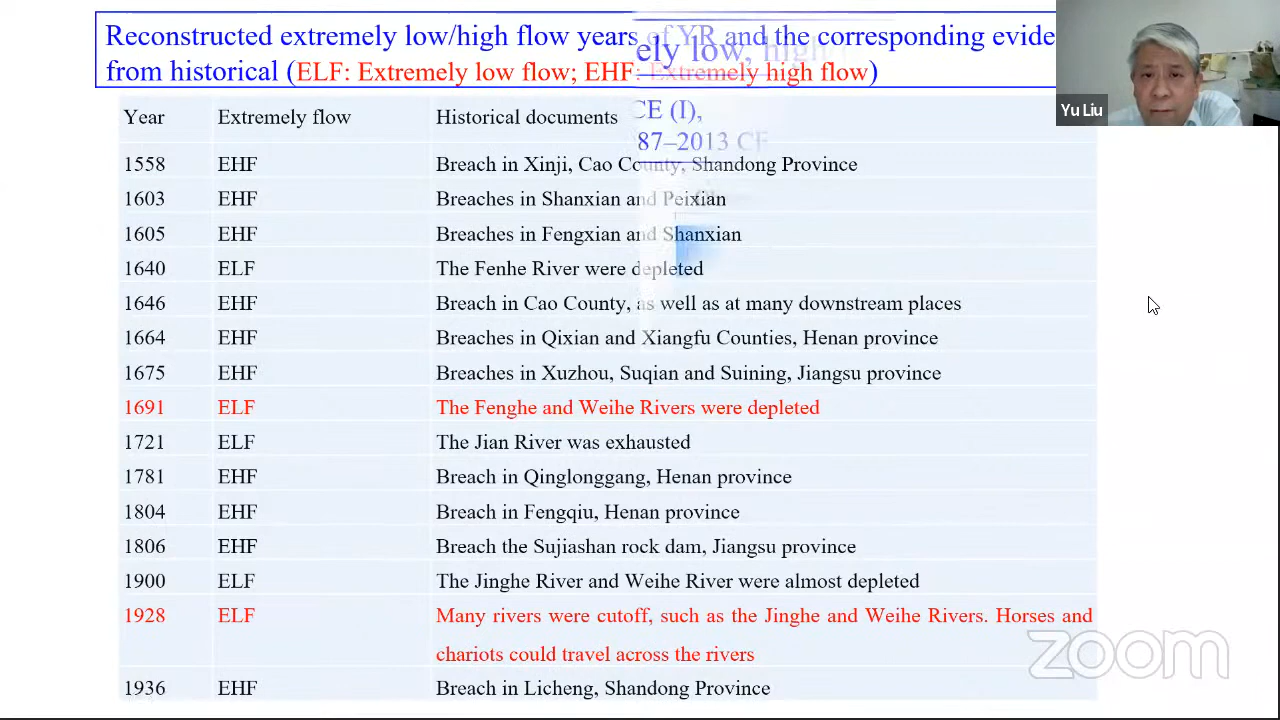 Reconstructed extremely low/high flow years of YR and the corresponding evide
from historical (ELF: Extremely low flow; EHF: Extremely high flow)
ely low, high
CE (I),
87–2013 CE
Yu Liu
Year Extremely flow Historical documents
1558 EHF Breach in Xinji, Cao County, Shandong Province
1603 EHF Breaches in Shanxian and Peixian
1605 EHF Breaches in Fengxian and Shanxian
1640 ELF The Fenhe River were depleted
1646 EHF Breach in Cao County, as well as at many downstream places
1664 EHF Breaches in Qixian and Xiangfu Counties, Henan province
1675 EHF Breaches in Xuzhou, Suqian and Suining, Jiangsu province
1691 ELF The Fenghe and Weihe Rivers were depleted
1721 ELF The Jian River was exhausted
1781 EHF Breach in Qinglonggang, Henan province
1804 EHF Breach in Fengqiu, Henan province
1806 EHF Breach the Sujiashan rock dam, Jiangsu province
1900 ELF The Jinghe River and Weihe River were almost depleted
1928 ELF Many rivers were cutoff, such as the Jinghe and Weihe Rivers. Horses and
chariots could travel across the rivers
1936 EHF Breach in Licheng, Shandong Province
zoom